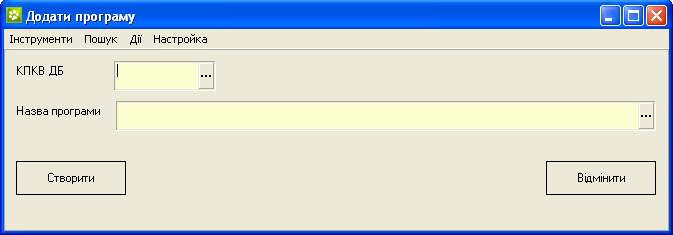 Додати програму
Інструменти Пошук Дії Настройка
КПКВ ДБ ...
Назва програми ...
Створити Відмінити